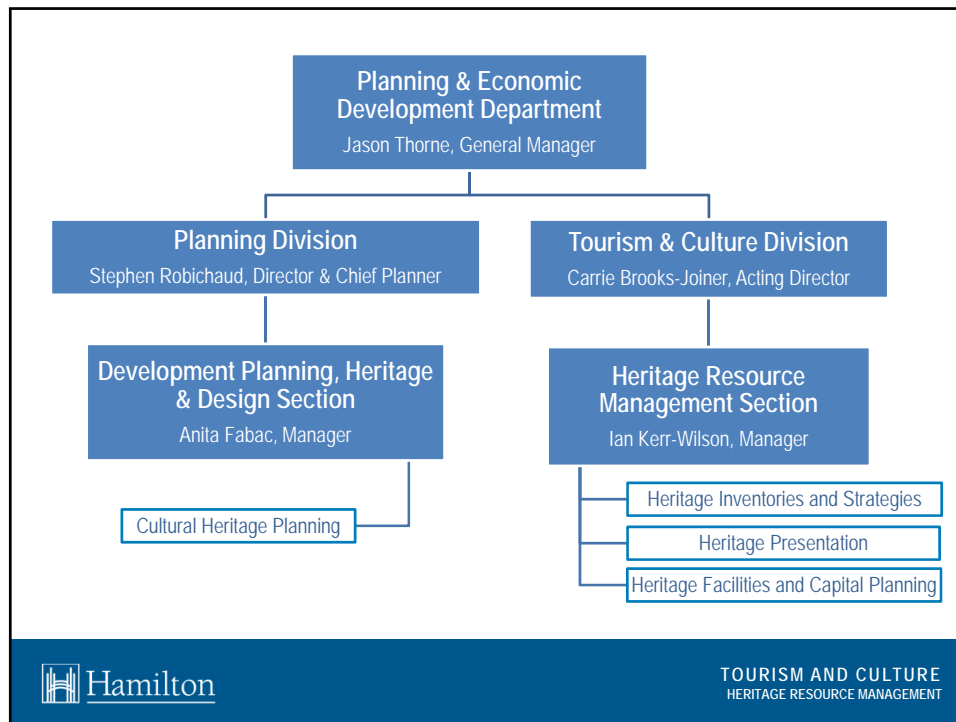 Planning & Economic
Development Department
Jason Thorne, General Manager
Planning Division
Stephen Robichaud, Director & Chief Planner
Tourism & Culture Division
Carrie Brooks-Joiner, Acting Director
Development Planning, Heritage
& Design Section
Anita Fabac, Manager
Heritage Resource
Management Section
Ian Kerr-Wilson, Manager
Cultural Heritage Planning
Heritage Inventories and Strategies
Heritage Presentation
Heritage Facilities and Capital Planning
Hamilton
TOURISM AND CULTURE
HERITAGE RESOURCE MANAGEMENT